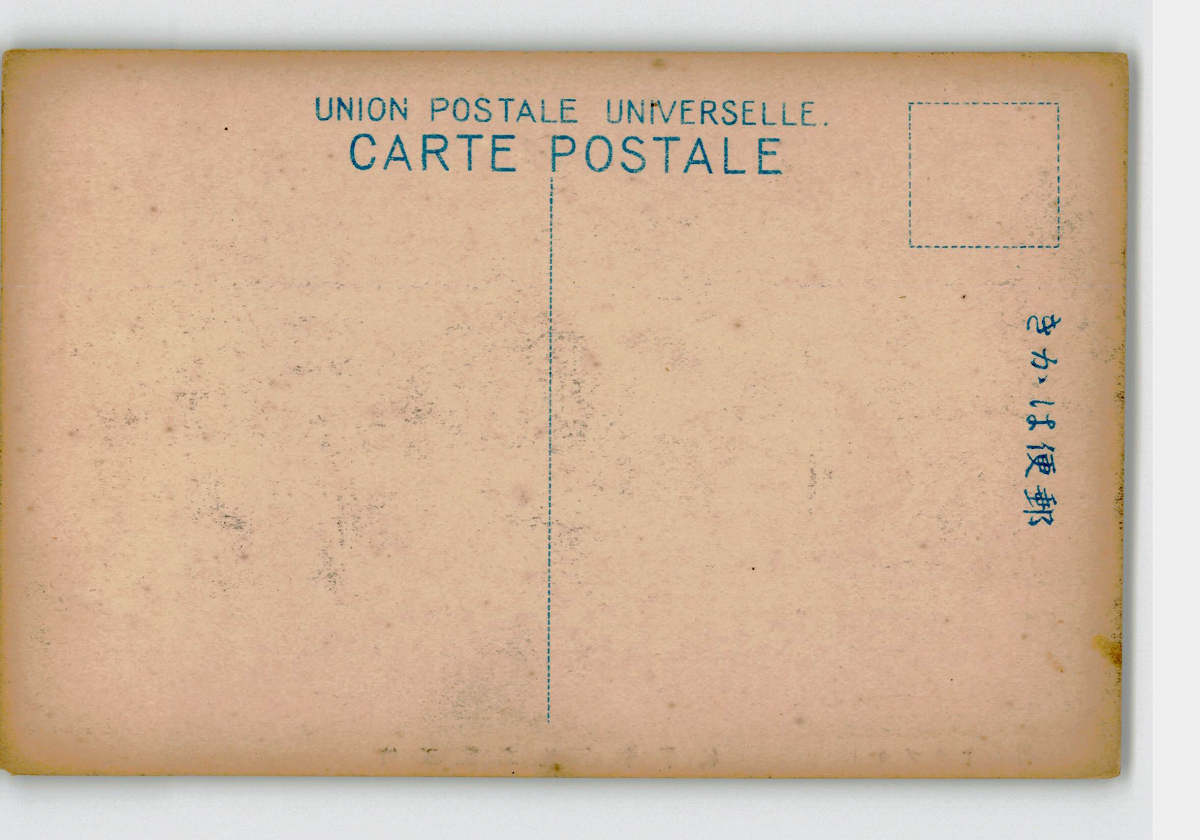 UNION POSTALE UNIVERSELLE.
CARTE POSTALE
きかは便郵